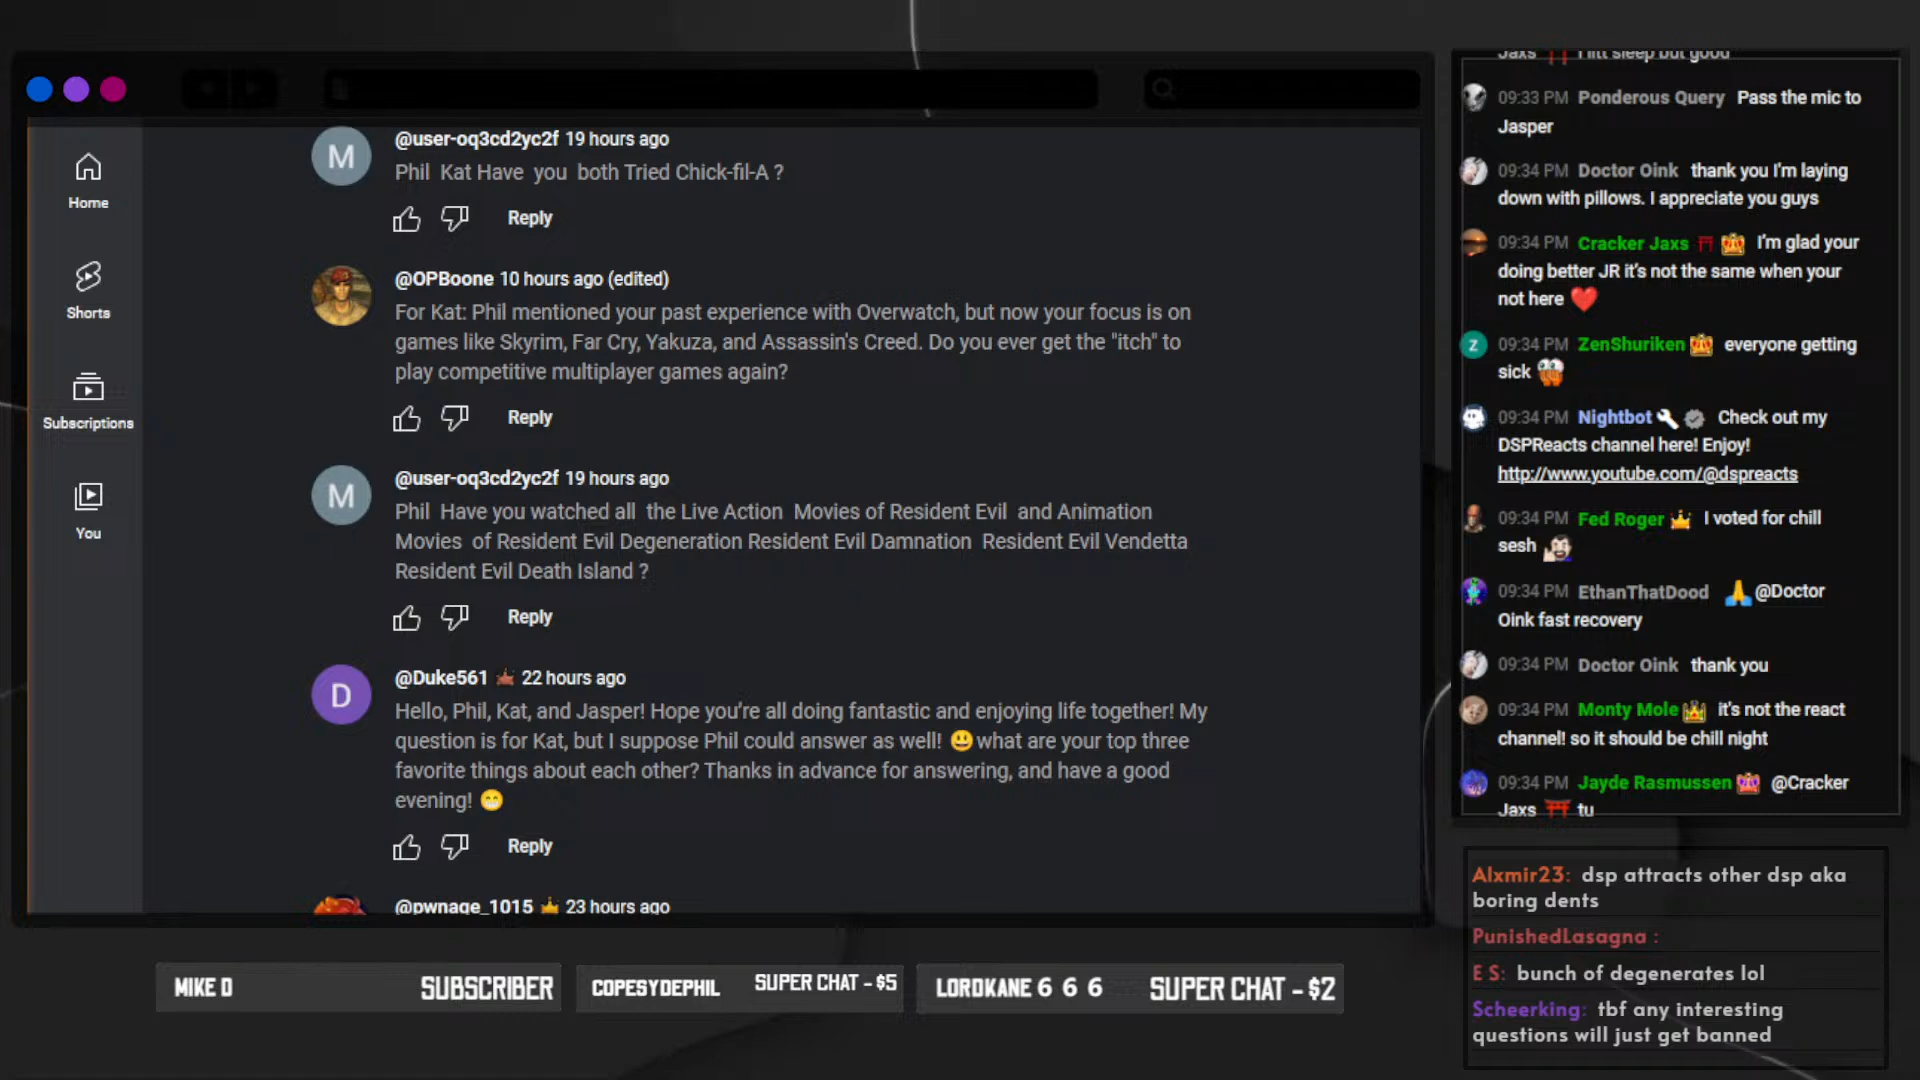 Home
Shorts
Subscriptions
You
@user-oq3cd2yc2f 19 hours ago
Phil Kat Have you both Tried Chick-fil-A ?
Reply
@OPBoone 10 hours ago (edited)
For Kat: Phil mentioned your past experience with Overwatch, but now your focus is on
games like Skyrim, Far Cry, Yakuza, and Assassin's Creed. Do you ever get the "itch" to
play competitive multiplayer games again?
Reply
@user-oq3cd2yc2f 19 hours ago
Phil Have you watched all the Live Action Movies of Resident Evil and Animation
Movies of Resident Evil Degeneration Resident Evil Damnation Resident Evil Vendetta
Resident Evil Death Island ?
Reply
D
@Duke561 22 hours ago
Hello, Phil, Kat, and Jasper! Hope you're all doing fantastic and enjoying life together! My
question is for Kat, but I suppose Phil could answer as well! 😃what are your top three
favorite things about each other? Thanks in advance for answering, and have a good
evening! 😁
Reply
@pwnage_1015 23 hours ago
MIKE D SUBSCRIBER
COPESYDEPHIL SUPER CHAT - $5
LORDKANE 6 6 6 SUPER CHAT - $2
Jaxs sleep but good
09:33 PM Ponderous Query Pass the mic to
Jasper
09:34 PM Doctor Oink thank you I'm laying
down with pillows. I appreciate you guys
09:34 PM Cracker Jaxs I'm glad your
doing better JR it's not the same when your
not here ❤️
Z
09:34 PM ZenShuriken everyone getting
sick
09:34 PM Nightbot Check out my
DSPReacts channel here! Enjoy!
http://www.youtube.com/@dspreacts
09:34 PM Fed Roger I voted for chill
sesh
09:34 PM EthanThatDood 🙏 @Doctor
Oink fast recovery
09:34 PM Doctor Oink thank you
09:34 PM Monty Mole it's not the react
channel! so it should be chill night
09:34 PM Jayde Rasmussen @Cracker
Jaxs tu
Alxmir23: dsp attracts other dsp aka
boring dents
PunishedLasagna :
E S: bunch of degenerates lol
Scheerking: tbf any interesting
questions will just get banned